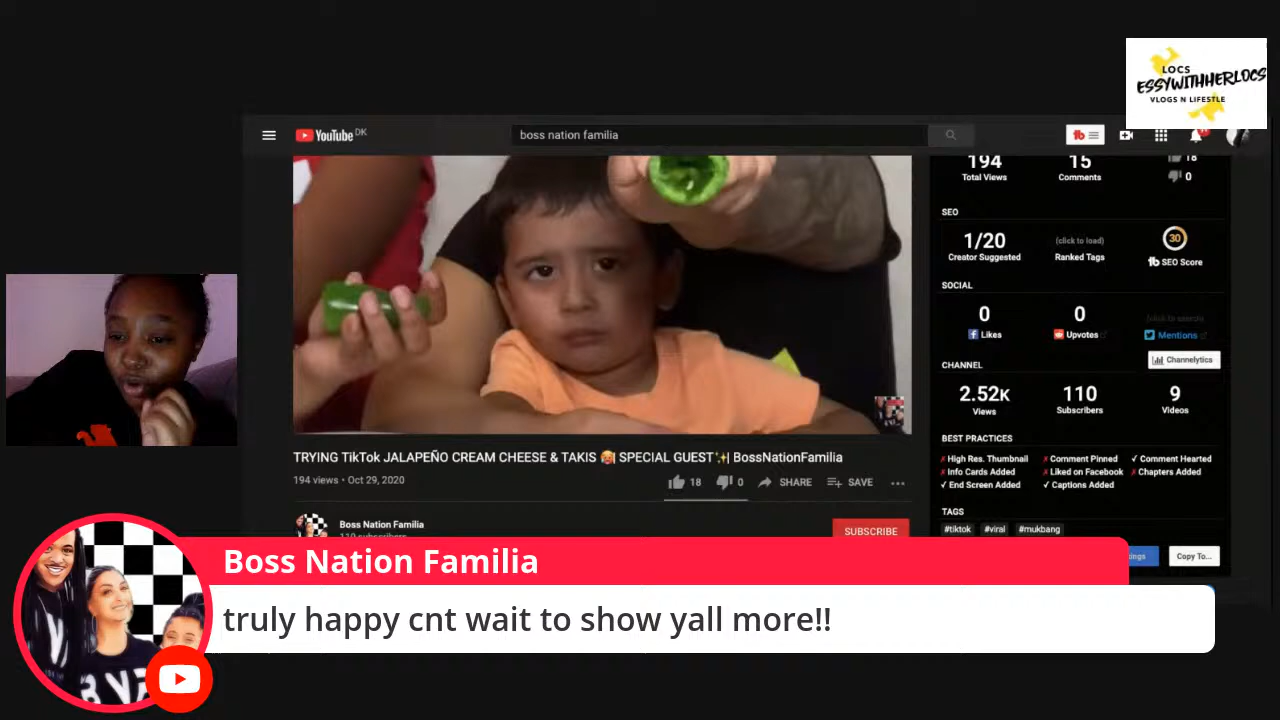 LOCS
ESSYWITHHERLOCS
VLOGS N LIFESTLE
YouTube DK
boss nation familia
194
15
18
Total Views
Comments
0
SEO
1/20
(click to load)
30
Creator Suggested
Ranked Tags
tb SEO Score
SOCIAL
0
0
Likes
Upvotes
Mentions
CHANNEL
Channelytics
2.52K
110
9
Views
Subscribers
Videos
BEST PRACTICES
✗ High Res. Thumbnail
✗ Comment Pinned
✓ Comment Hearted
✗ Info Cards Added
✗ Liked on Facebook
✗ Chapters Added
✓ End Screen Added
✓ Captions Added
TAGS
#tiktok
#viral
#mukbang
Copy To...
TRYING TikTok JALAPEÑO CREAM CHEESE & TAKIS 🥵| SPECIAL GUEST✨| BossNationFamilia
194 views • Oct 29, 2020
18
0
SHARE
SAVE
Boss Nation Familia
110 subscribers
SUBSCRIBE
Boss Nation Familia
truly happy cnt wait to show yall more!!